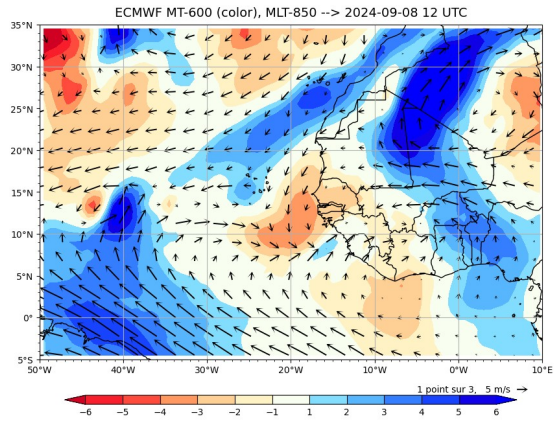 ECMWF MT-600 (color), MLT-850 --> 2024-09-08 12 UTC
35°N
30°N
25°N
20°N
15°N
10°N
5°N
0°
5°S
50°W 40°W 30°W 20°W 10°W 0°W 10°E
1 point sur 3, 5 m/s
−6 −5 −4 −3 −2 −1 1 2 3 4 5 6